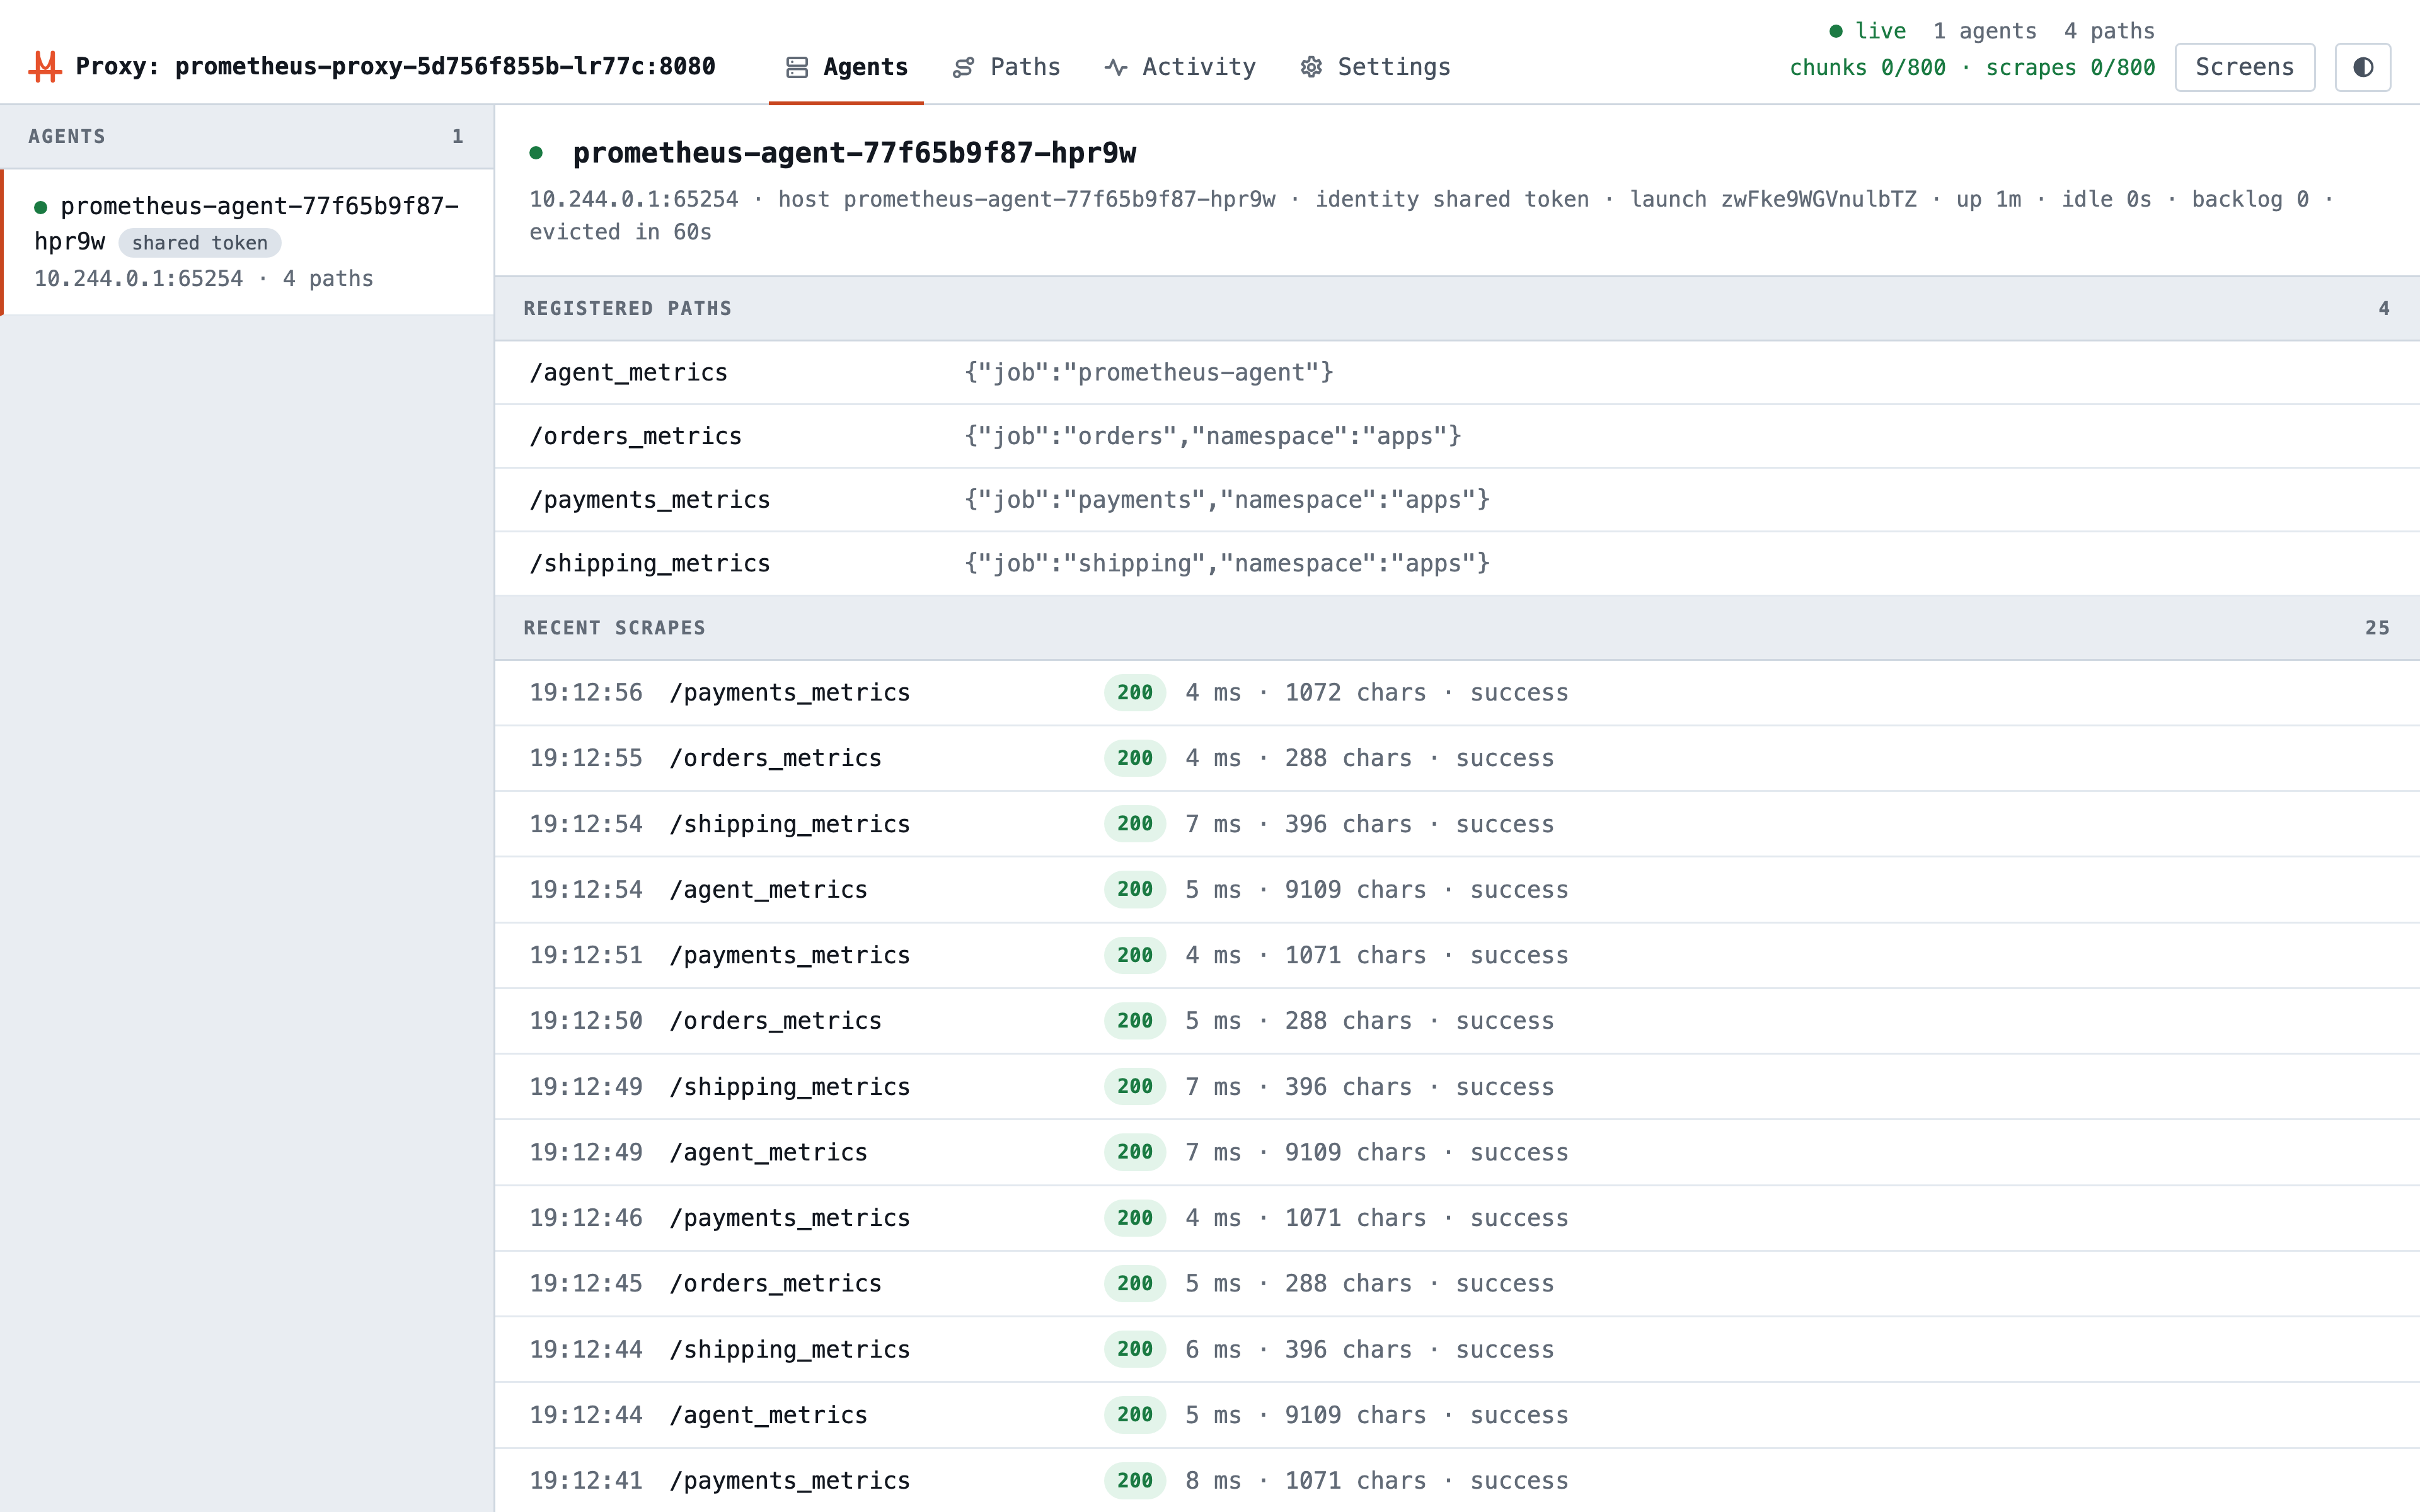 Proxy: prometheus-proxy-5d756f855b-lr77c:8080
Agents
Paths
Activity
Settings
live 1 agents 4 paths
chunks 0/800 · scrapes 0/800
Screens
AGENTS 1
prometheus-agent-77f65b9f87-
hpr9w shared token
10.244.0.1:65254 · 4 paths
prometheus-agent-77f65b9f87-hpr9w
10.244.0.1:65254 · host prometheus-agent-77f65b9f87-hpr9w · identity shared token · launch zwFke9WGVnulbTZ · up 1m · idle 0s · backlog 0 ·
evicted in 60s
REGISTERED PATHS 4
/agent_metrics {"job":"prometheus-agent"}
/orders_metrics {"job":"orders","namespace":"apps"}
/payments_metrics {"job":"payments","namespace":"apps"}
/shipping_metrics {"job":"shipping","namespace":"apps"}
RECENT SCRAPES 25
19:12:56 /payments_metrics 200 4 ms · 1072 chars · success
19:12:55 /orders_metrics 200 4 ms · 288 chars · success
19:12:54 /shipping_metrics 200 7 ms · 396 chars · success
19:12:54 /agent_metrics 200 5 ms · 9109 chars · success
19:12:51 /payments_metrics 200 4 ms · 1071 chars · success
19:12:50 /orders_metrics 200 5 ms · 288 chars · success
19:12:49 /shipping_metrics 200 7 ms · 396 chars · success
19:12:49 /agent_metrics 200 7 ms · 9109 chars · success
19:12:46 /payments_metrics 200 4 ms · 1071 chars · success
19:12:45 /orders_metrics 200 5 ms · 288 chars · success
19:12:44 /shipping_metrics 200 6 ms · 396 chars · success
19:12:44 /agent_metrics 200 5 ms · 9109 chars · success
19:12:41 /payments_metrics 200 8 ms · 1071 chars · success